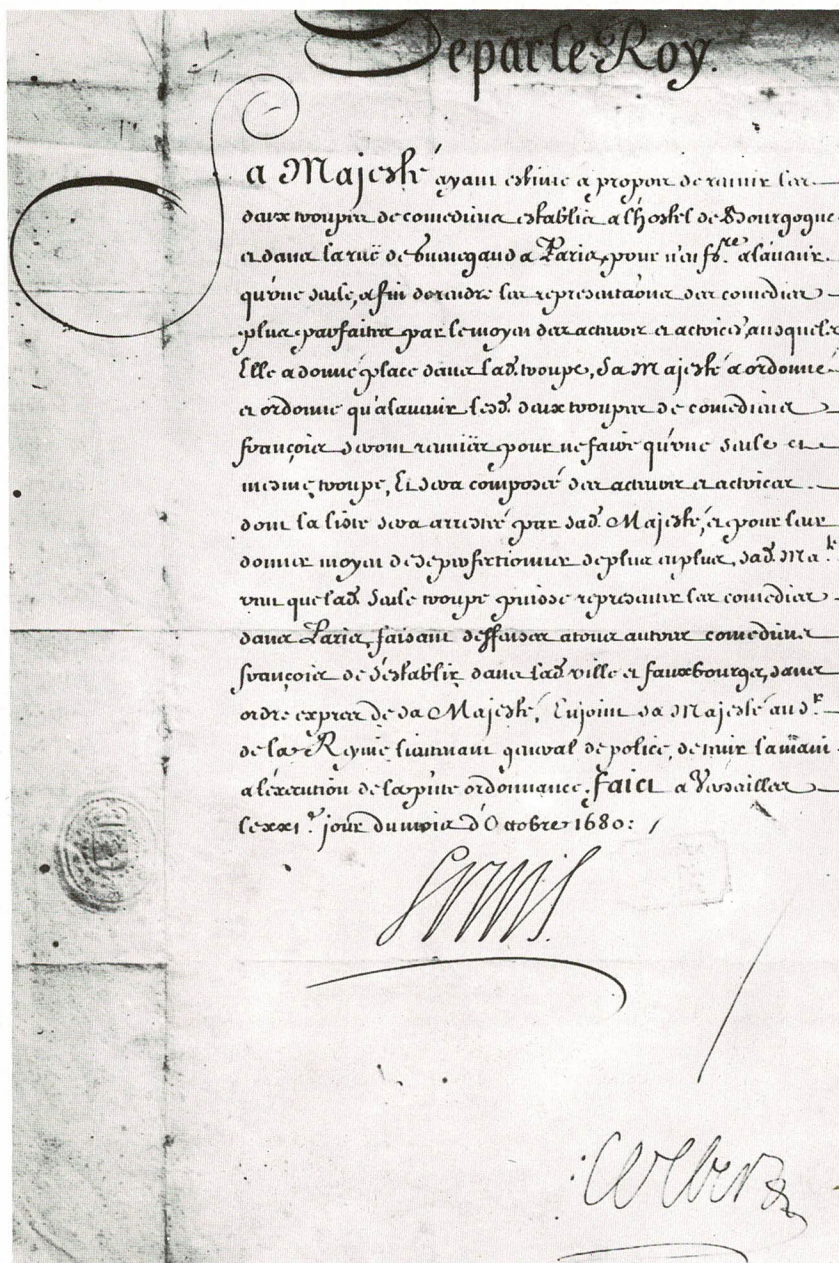 De par le Roy.
Sa Majesté ayant estimé a propos de reunir les
deux troupes de comediens establis a l'hostel de Bourgogne
et dans la rüe de Guenegaud a Paris, pour n'en f.re a l'avenir
qu'une seule, afin de rendre les representaōns des comedies
plus parfaites par le moyen des acteurs et actrices, ausquels
Elle a donné place dans lad. troupe, Sa Majesté a ordonné
et ordonne qu'a l'avenir lesd. deux troupes de comediens
françois seront reunies pour ne faire qu'une seule et
mesme troupe, Et sera composée des acteurs et actrices
dont la liste sera arrestée par sad. Majesté, et pour leur
donner moyen de se perfectionner de plus en plus, sad. Ma.té
veut que lad. seule troupe puisse representer les comedies
dans Paris, faisant deffenses a tous autres comediens
françois de s'establir dans lad. ville et fauxbourgs, sans
ordre expres de sa Majesté, Enjoint sa Majesté au s.r
de la Reynie lieutenant general de police, de tenir la main
a l'execution de la p̃nte ordonnance. faict a Versailles
le xxi.e jour du mois d'Octobre 1680 :
Louis
Colbert